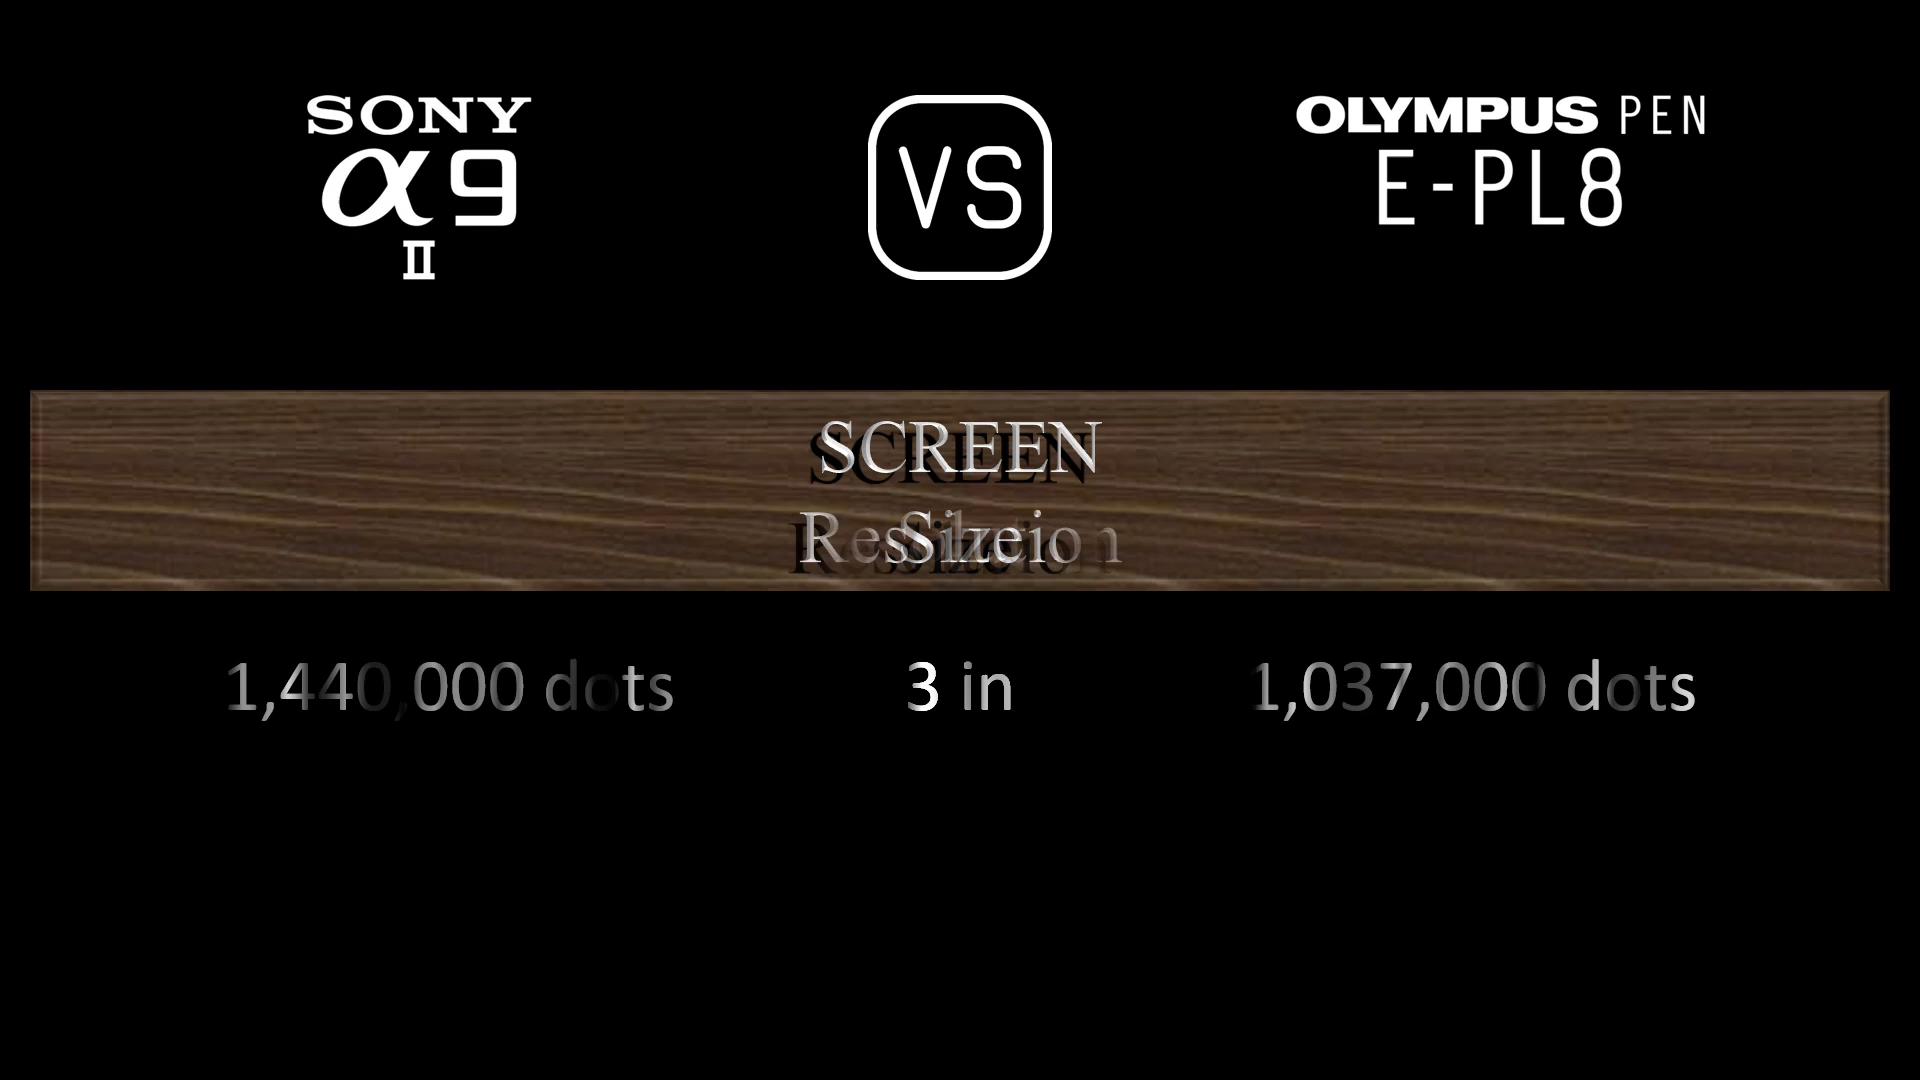 SONY
α9
II
VS
OLYMPUS PEN
E-PL8
SCREEN
1,440,000 dots
3 in
1,037,000 dots